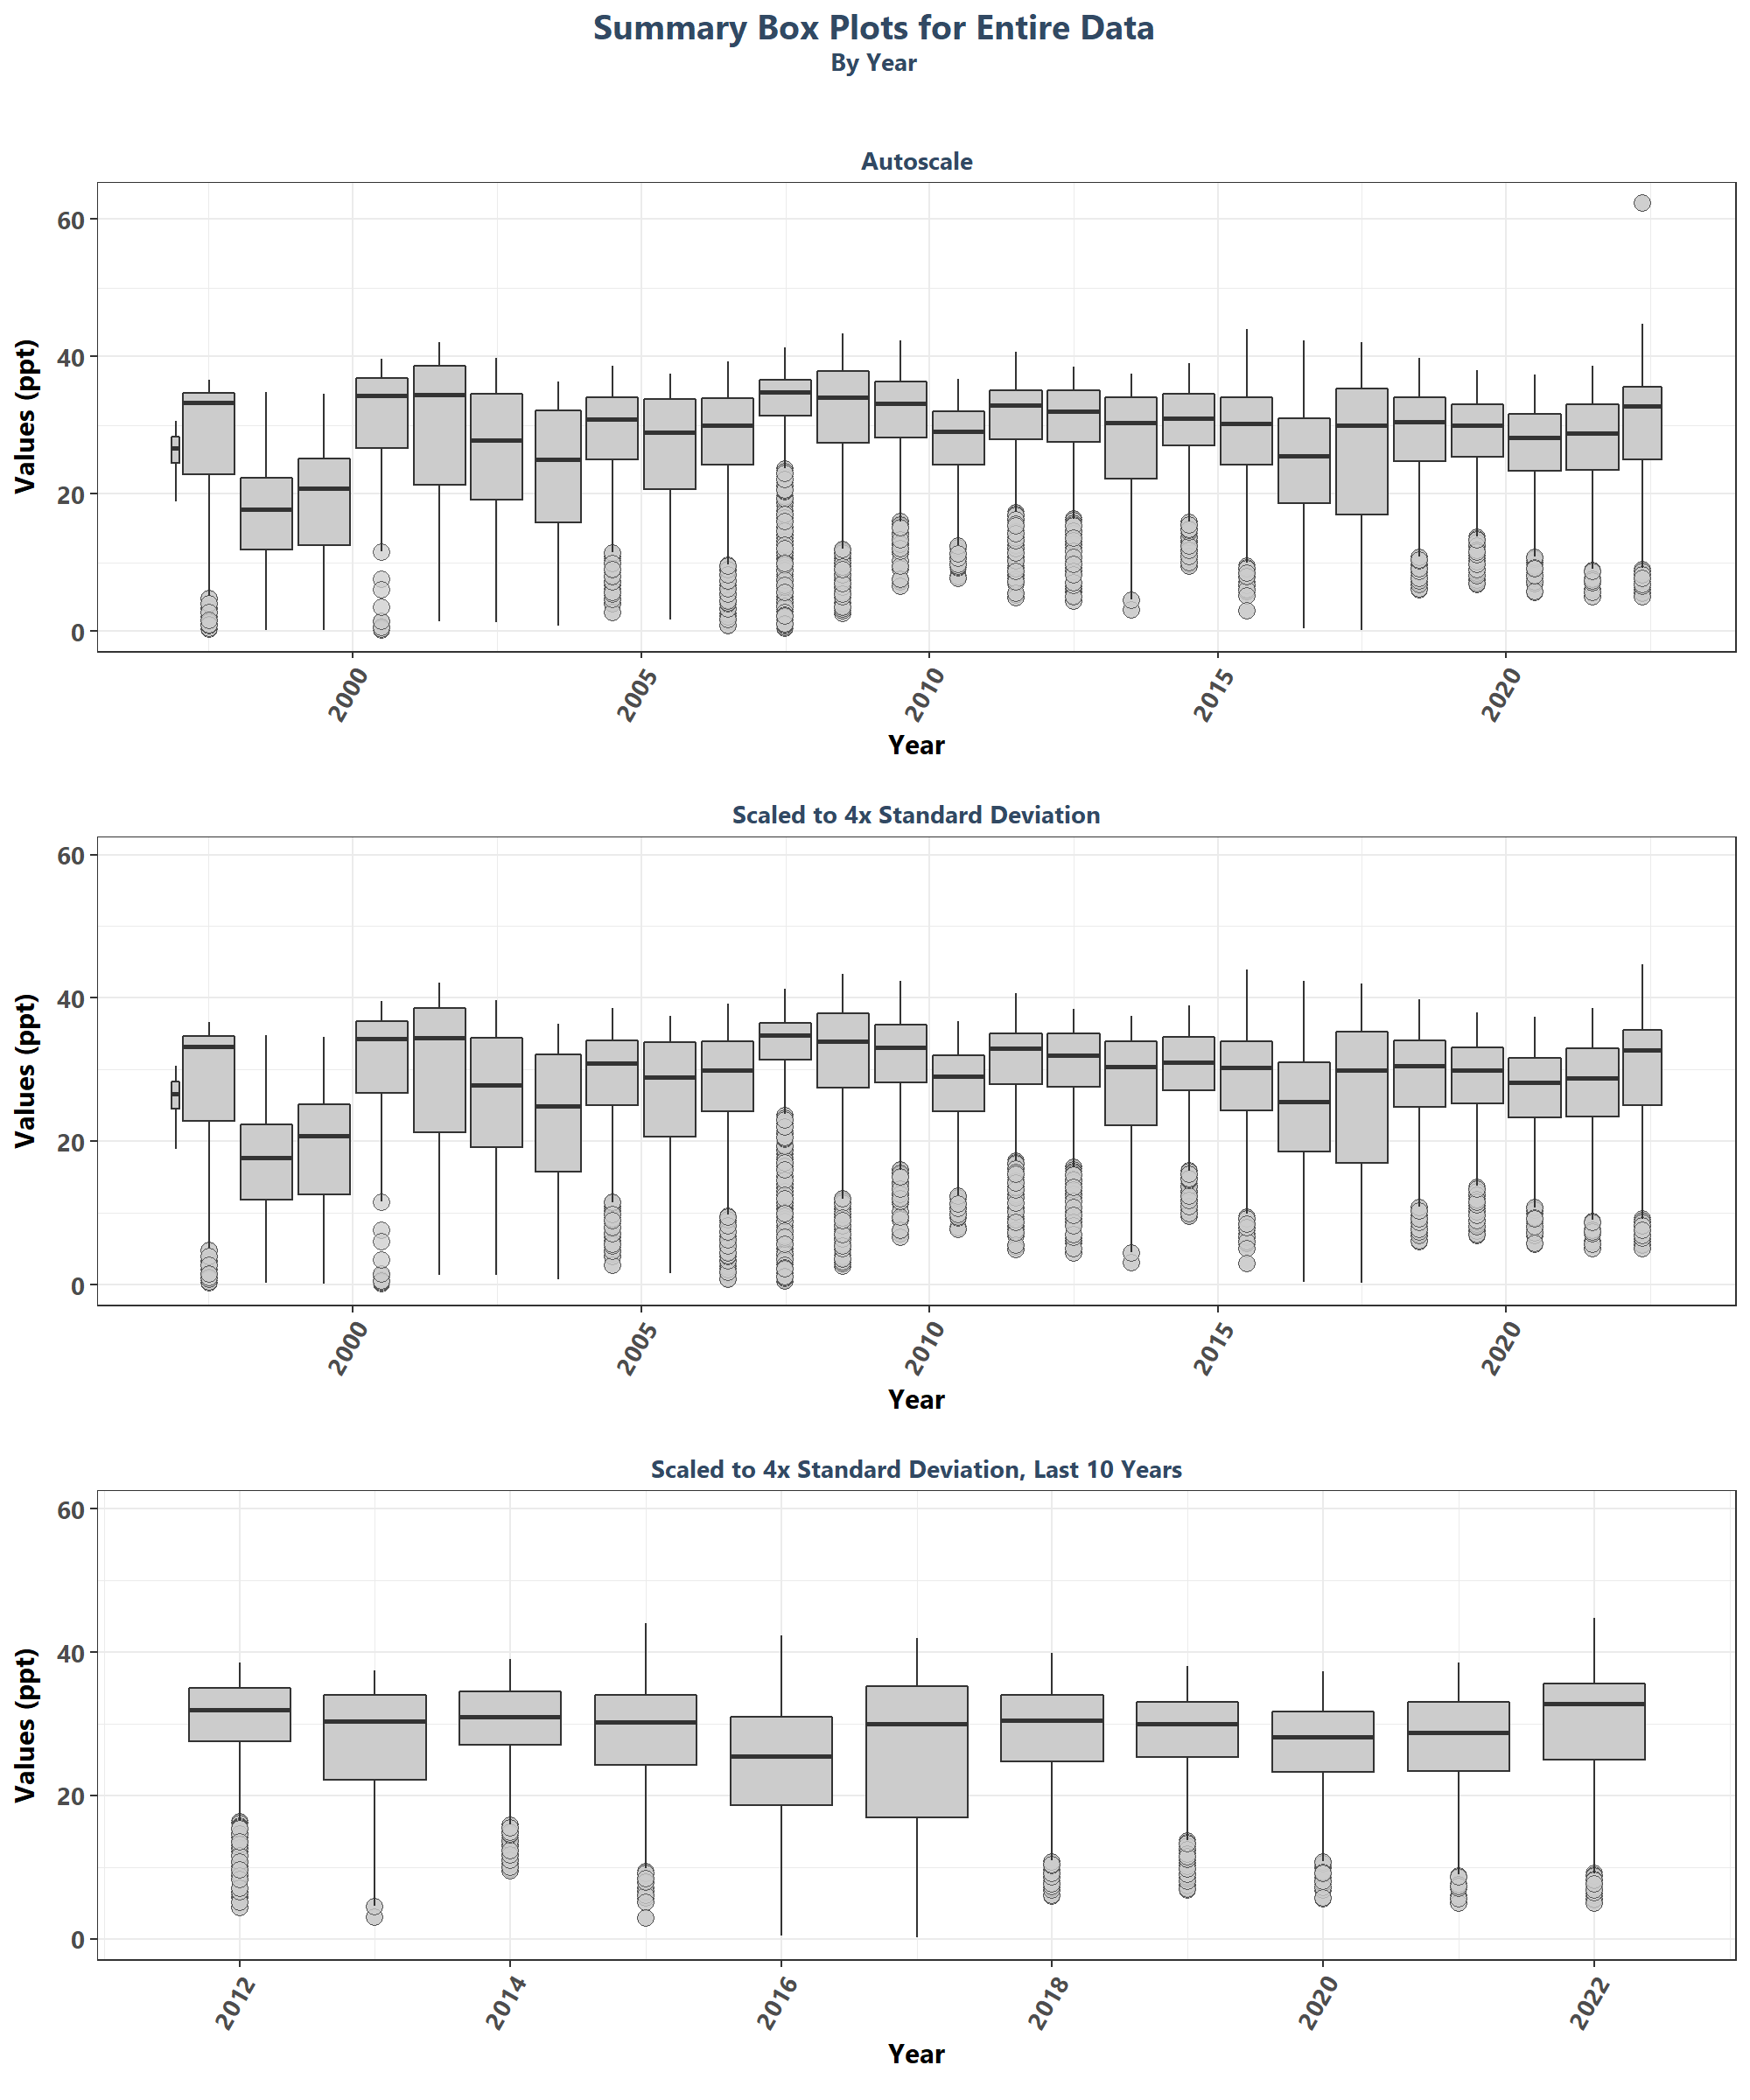 Summary Box Plots for Entire Data
By Year
Autoscale
Values (ppt)
60
40
20
0
2000
2005
2010
2015
2020
Year
Scaled to 4x Standard Deviation
Values (ppt)
60
40
20
0
2000
2005
2010
2015
2020
Year
Scaled to 4x Standard Deviation, Last 10 Years
Values (ppt)
60
40
20
0
2012
2014
2016
2018
2020
2022
Year